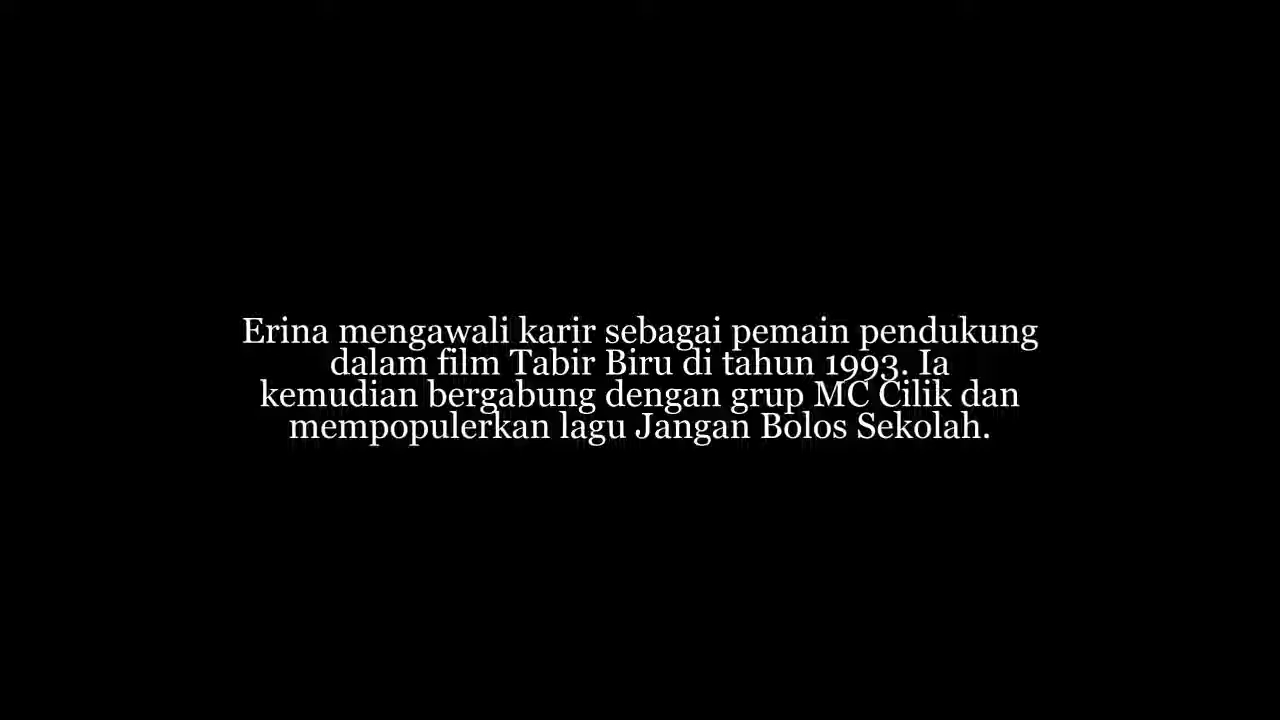 Erina mengawali karir sebagai pemain pendukung
dalam film Tabir Biru di tahun 1993. Ia
kemudian bergabung dengan grup MC Cilik dan
mempopulerkan lagu Jangan Bolos Sekolah.